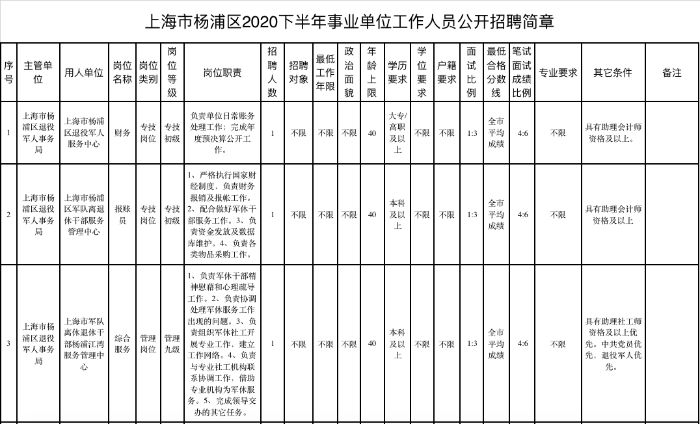 上海市杨浦区2020下半年事业单位工作人员公开招聘简章
序号 主管单位 用人单位 岗位名称 岗位类别 岗位等级 岗位职责 招聘人数 招聘对象 最低工作年限 政治面貌 年龄上限 学历要求 学位要求 户籍要求 面试比例 最低合格分数线 笔试面试成绩比例 专业要求 其它条件 备注
1 上海市杨浦区退役军人事务局 上海市杨浦区退役军人服务中心 财务 专技岗位 专技初级 负责单位日常账务处理工作；完成年度预决算公开工作。 1 不限 不限 不限 40 大专/高职及以上 不限 不限 1:3 全市平均成绩 4:6 不限 具有助理会计师资格及以上。
2 上海市杨浦区退役军人事务局 上海市杨浦区军队离退休干部服务管理中心 报账员 专技岗位 专技初级 1、严格执行国家财经制度，负责财务报销及报帐工作。2、配合做好军休干部服务工作。3、负责资金发放及数据库维护。4、负责各类物品采购工作。 1 不限 不限 不限 40 本科及以上 不限 不限 1:3 全市平均成绩 4:6 不限 具有助理会计师资格及以上
3 上海市杨浦区退役军人事务局 上海市军队离休退休干部杨浦江湾服务管理中心 综合服务 管理岗位 管理九级 1、负责军休干部精神慰藉和心理疏导工作。2、负责协调处理军休服务工作出现的问题。3、负责组织军休社工开展专业工作，建立工作网络。4、负责与专业社工机构联系协调工作，借助专业机构为军休服务。5、完成领导交办的其它任务。 1 不限 不限 不限 40 本科及以上 不限 不限 1:3 全市平均成绩 4:6 不限 具有助理社工师资格及以上优先。中共党员优先，退役军人优先。